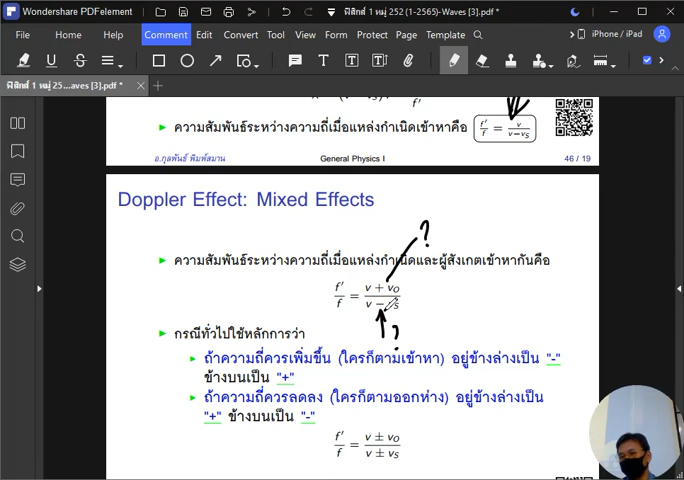 Wondershare PDFelement
ฟิสิกส์ 1 หมู่ 252 (1-2565)-Waves [3].pdf *
File Home Comment Edit Convert Tool View Organize Protect Page Template iPhone / iPad
ฟิสิกส์ 1 หมู่ 25...aves [3].pdf *
ความสัมพันธ์ระหว่างความถี่เมื่อแหล่งกำเนิดเข้าหาคือ f'/f = v/(v−vS)
อ.กุลพันธ์ พิมพ์สมาน General Physics I 46 / 19
Doppler Effect: Mixed Effects
?
ความสัมพันธ์ระหว่างความถี่เมื่อแหล่งกำเนิดและผู้สังเกตเข้าหากันคือ
f'/f = (v + vO)/(v − vS)
?
กรณีทั่วไปใช้หลักการว่า
ถ้าความถี่ควรเพิ่มขึ้น (ใครก็ตามเข้าหา) อยู่ข้างล่างเป็น "-"
ข้างบนเป็น "+"
ถ้าความถี่ควรลดลง (ใครก็ตามออกห่าง) อยู่ข้างล่างเป็น
"+" ข้างบนเป็น "-"
f'/f = (v ± vO)/(v ± vS)